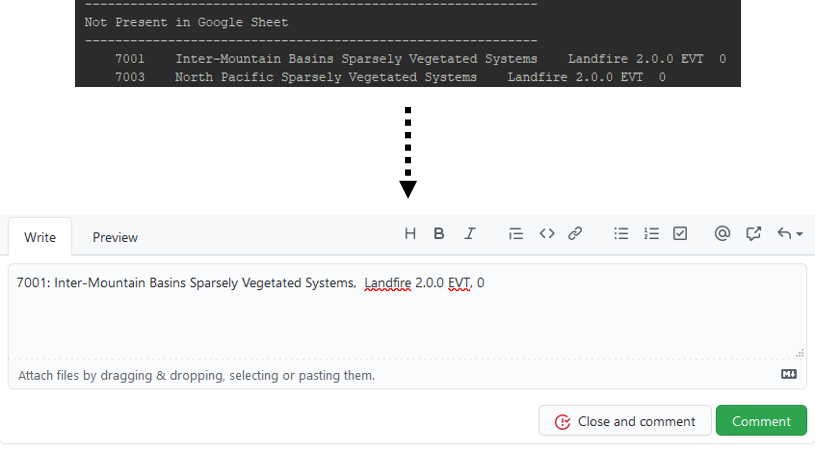 ------------------------------------------------------------
Not Present in Google Sheet
------------------------------------------------------------
7001    Inter-Mountain Basins Sparsely Vegetated Systems    Landfire 2.0.0 EVT  0
7003    North Pacific Sparsely Vegetated Systems    Landfire 2.0.0 EVT  0
Write Preview H B I <> @
7001: Inter-Mountain Basins Sparsely Vegetated Systems,  Landfire 2.0.0 EVT, 0
Attach files by dragging & dropping, selecting or pasting them. M↓
Close and comment Comment